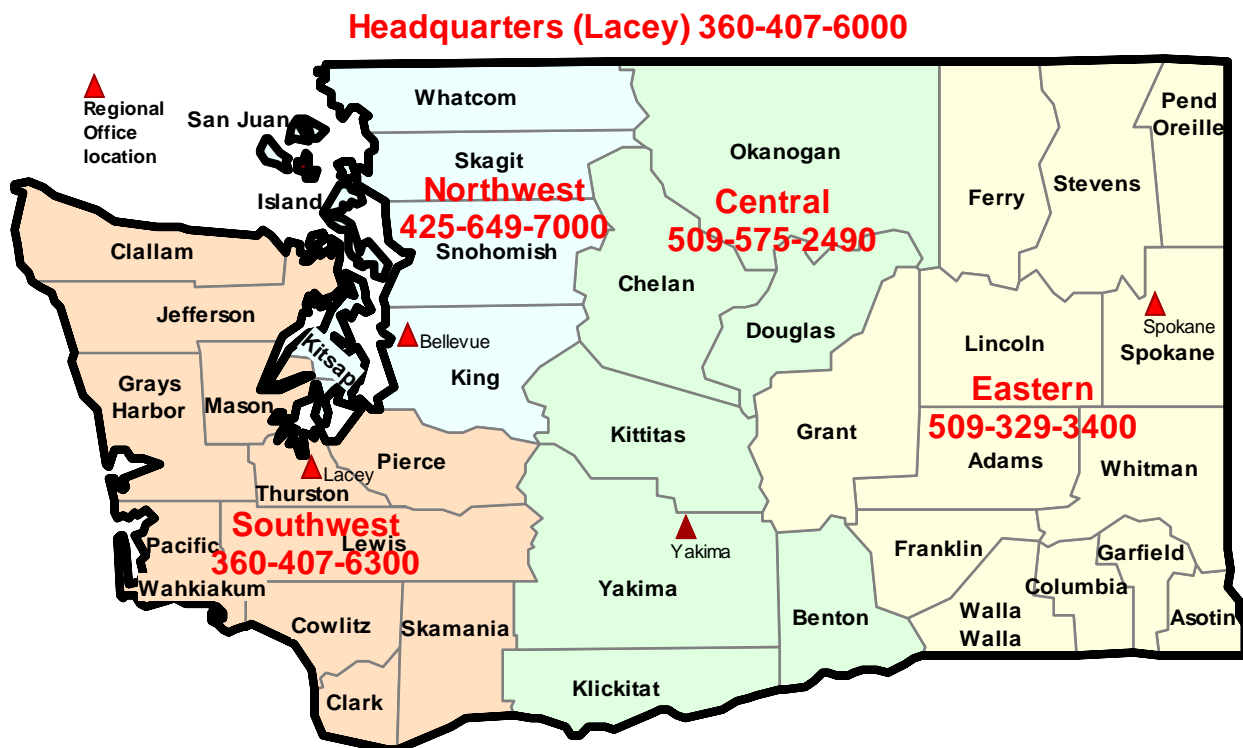 Headquarters (Lacey) 360-407-6000
Regional
Office
location
San Juan
Island
Whatcom
Skagit
Northwest
425-649-7000
Snohomish
King
Bellevue
Kitsap
Okanogan
Central
509-575-2490
Chelan
Douglas
Kittitas
Yakima
Yakima
Klickitat
Benton
Pend
Oreille
Stevens
Ferry
Lincoln
Spokane
Spokane
Eastern
509-329-3400
Grant
Adams
Whitman
Franklin
Garfield
Columbia
Walla
Walla
Asotin
Clallam
Jefferson
Grays
Harbor
Mason
Pierce
Lacey
Thurston
Southwest
360-407-6300
Lewis
Pacific
Wahkiakum
Cowlitz
Skamania
Clark